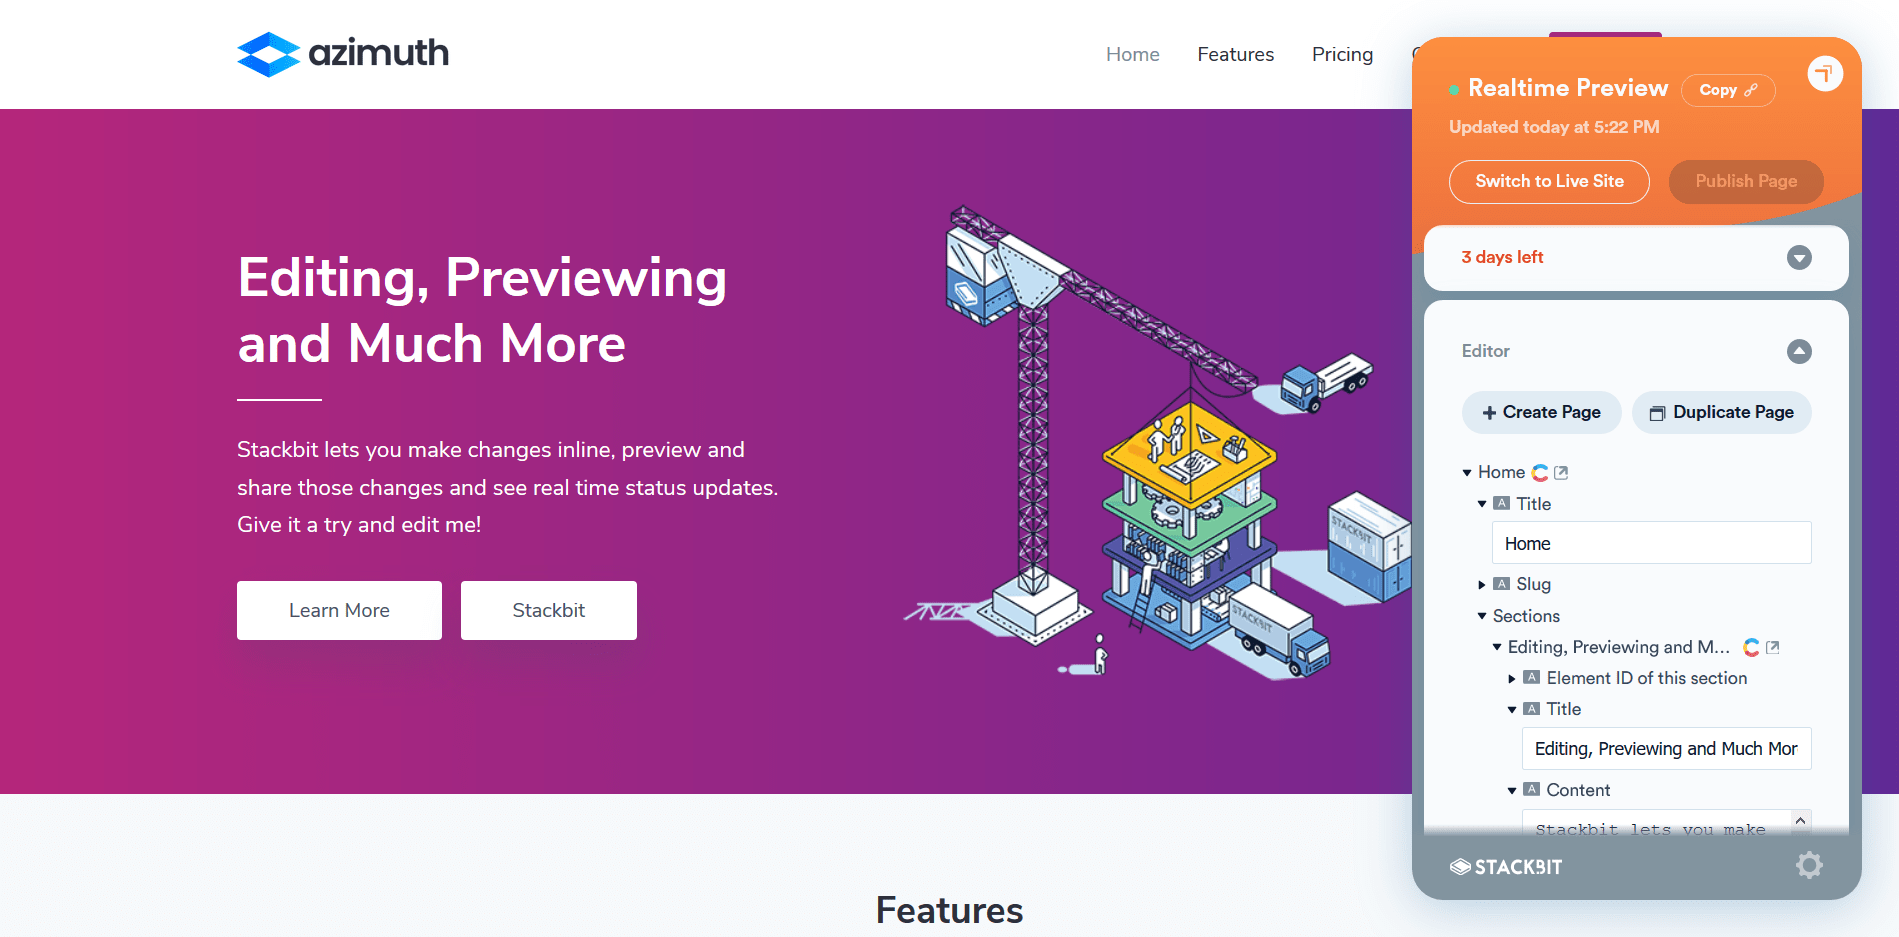 azimuth
Home
Features
Pricing
Editing, Previewing
and Much More
Stackbit lets you make changes inline, preview and
share those changes and see real time status updates.
Give it a try and edit me!
Learn More
Stackbit
STACKBIT
STACKBIT
Features
Realtime Preview
Copy
Updated today at 5:22 PM
Switch to Live Site
Publish Page
3 days left
Editor
Create Page
Duplicate Page
Home
A Title
Home
A Slug
Sections
Editing, Previewing and M...
A Element ID of this section
A Title
Editing, Previewing and Much Mor
A Content
Stackbit lets you make
STACKBIT